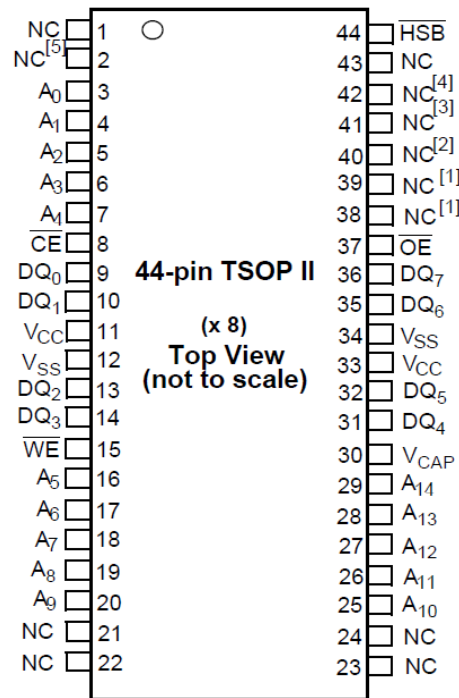 NC 1 44 H̅S̅B̅
NC[5] 2 43 NC
A0 3 42 NC[4]
A1 4 41 NC[3]
A2 5 40 NC[2]
A3 6 39 NC[1]
A4 7 38 NC[1]
C̅E̅ 8 37 O̅E̅
DQ0 9 44-pin TSOP II 36 DQ7
DQ1 10 35 DQ6
VCC 11 (x 8) 34 VSS
VSS 12 Top View 33 VCC
DQ2 13 (not to scale) 32 DQ5
DQ3 14 31 DQ4
W̅E̅ 15 30 VCAP
A5 16 29 A14
A6 17 28 A13
A7 18 27 A12
A8 19 26 A11
A9 20 25 A10
NC 21 24 NC
NC 22 23 NC